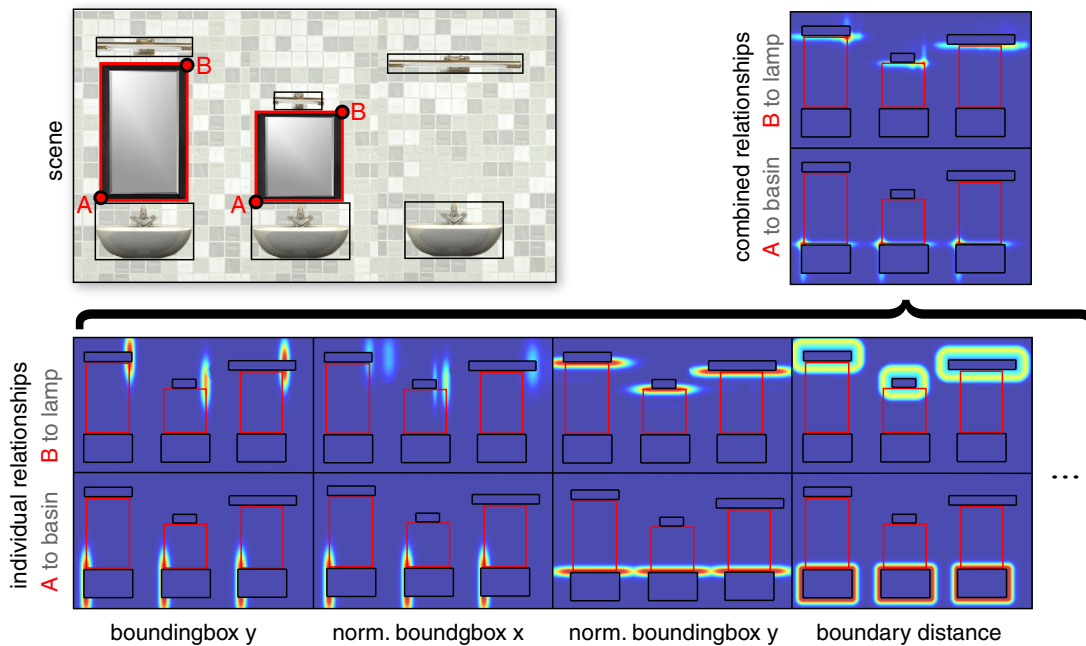 scene
B
A
B
A
combined relationships
B to lamp
A to basin
individual relationships
B to lamp
A to basin
...
boundingbox y
norm. boundgbox x
norm. boundingbox y
boundary distance